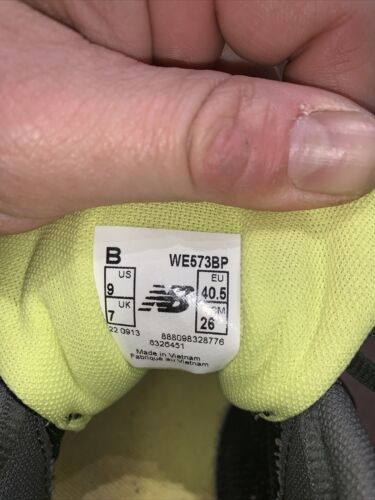 B WE573BP
US EU
9 NB 40.5
UK CM
7 26
22 0913 888098328776
6326451
Made in Vietnam
Fabriqué au Vietnam